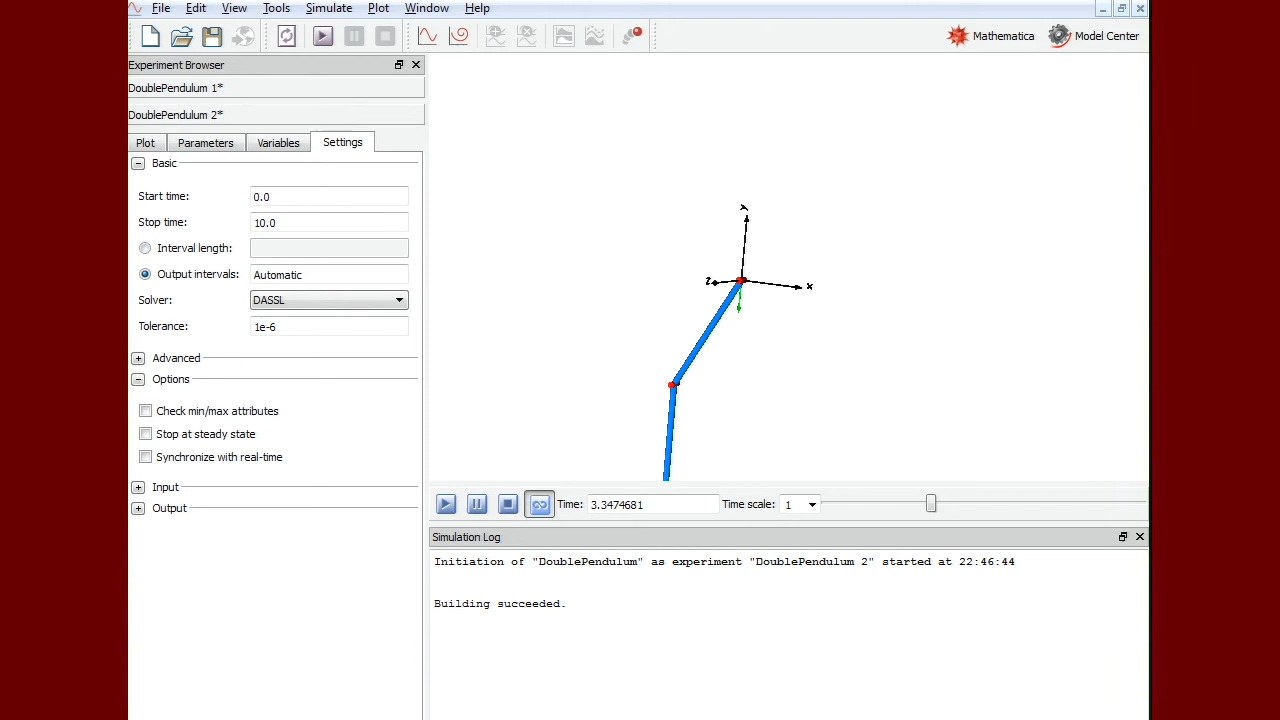 File Edit View Tools Simulate Plot Window Help
Mathematica Model Center
Experiment Browser
DoublePendulum 1*
DoublePendulum 2*
Plot Parameters Variables Settings
Basic
Start time: 0.0
Stop time: 10.0
Interval length:
Output intervals: Automatic
Solver: DASSL
Tolerance: 1e-6
Advanced
Options
Check min/max attributes
Stop at steady state
Synchronize with real-time
Input
Output
x
Time: 3.3474681 Time scale: 1
Simulation Log
Initiation of "DoublePendulum" as experiment "DoublePendulum 2" started at 22:46:44
Building succeeded.